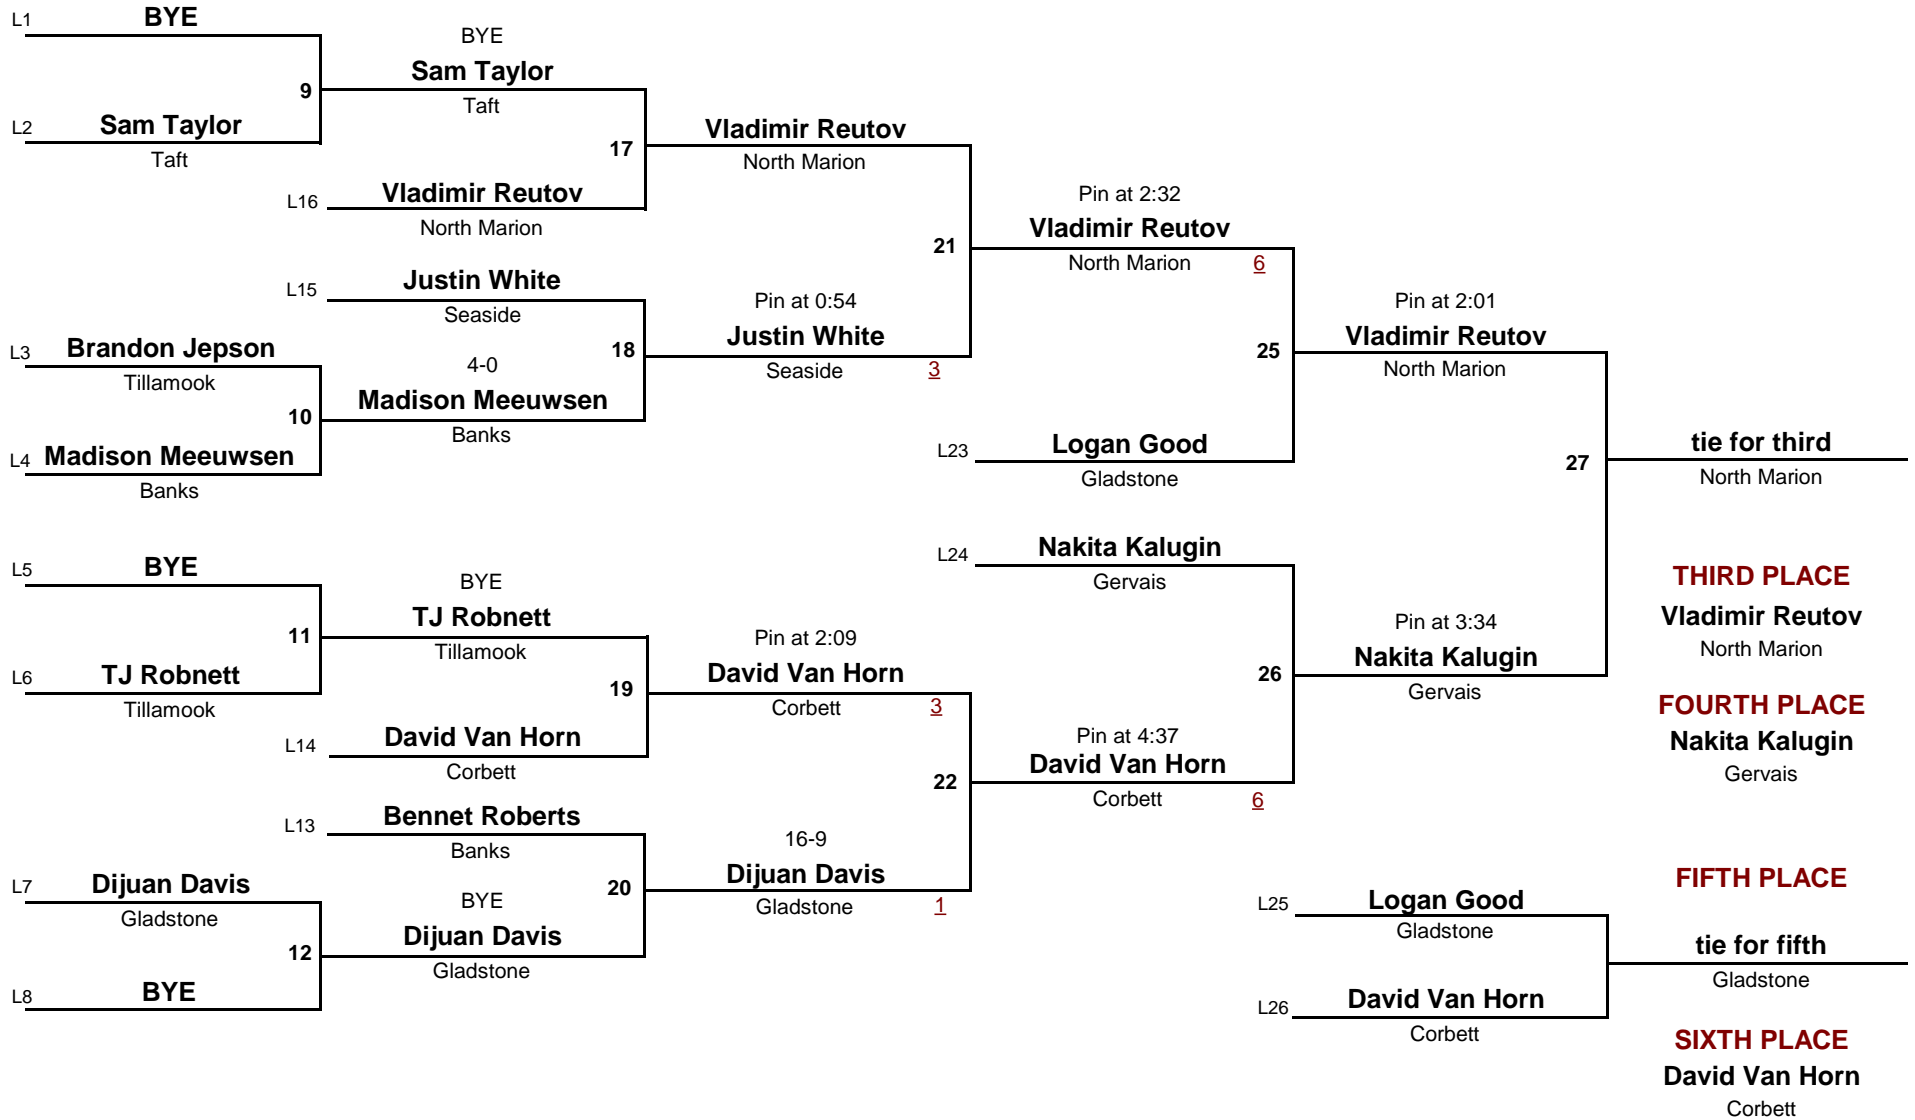 L1 BYE
9
L2 Sam Taylor
Taft
BYE
Sam Taylor
Taft
17
L16 Vladimir Reutov
North Marion
Vladimir Reutov
North Marion
L15 Justin White
Seaside
18
L3 Brandon Jepson
Tillamook
10
L4 Madison Meeuwsen
Banks
4-0
Madison Meeuwsen
Banks
Pin at 0:54
Justin White
Seaside 3
21
Pin at 2:32
Vladimir Reutov
North Marion 6
25
L23 Logan Good
Gladstone
Pin at 2:01
Vladimir Reutov
North Marion
27
tie for third
North Marion
L5 BYE
11
L6 TJ Robnett
Tillamook
BYE
TJ Robnett
Tillamook
19
L14 David Van Horn
Corbett
Pin at 2:09
David Van Horn
Corbett 3
22
L13 Bennet Roberts
Banks
20
L7 Dijuan Davis
Gladstone
12
L8 BYE
BYE
Dijuan Davis
Gladstone
16-9
Dijuan Davis
Gladstone 1
L24 Nakita Kalugin
Gervais
26
Pin at 4:37
David Van Horn
Corbett 6
Pin at 3:34
Nakita Kalugin
Gervais
THIRD PLACE
Vladimir Reutov
North Marion
FOURTH PLACE
Nakita Kalugin
Gervais
L25 Logan Good
Gladstone
L26 David Van Horn
Corbett
FIFTH PLACE
tie for fifth
Gladstone
SIXTH PLACE
David Van Horn
Corbett